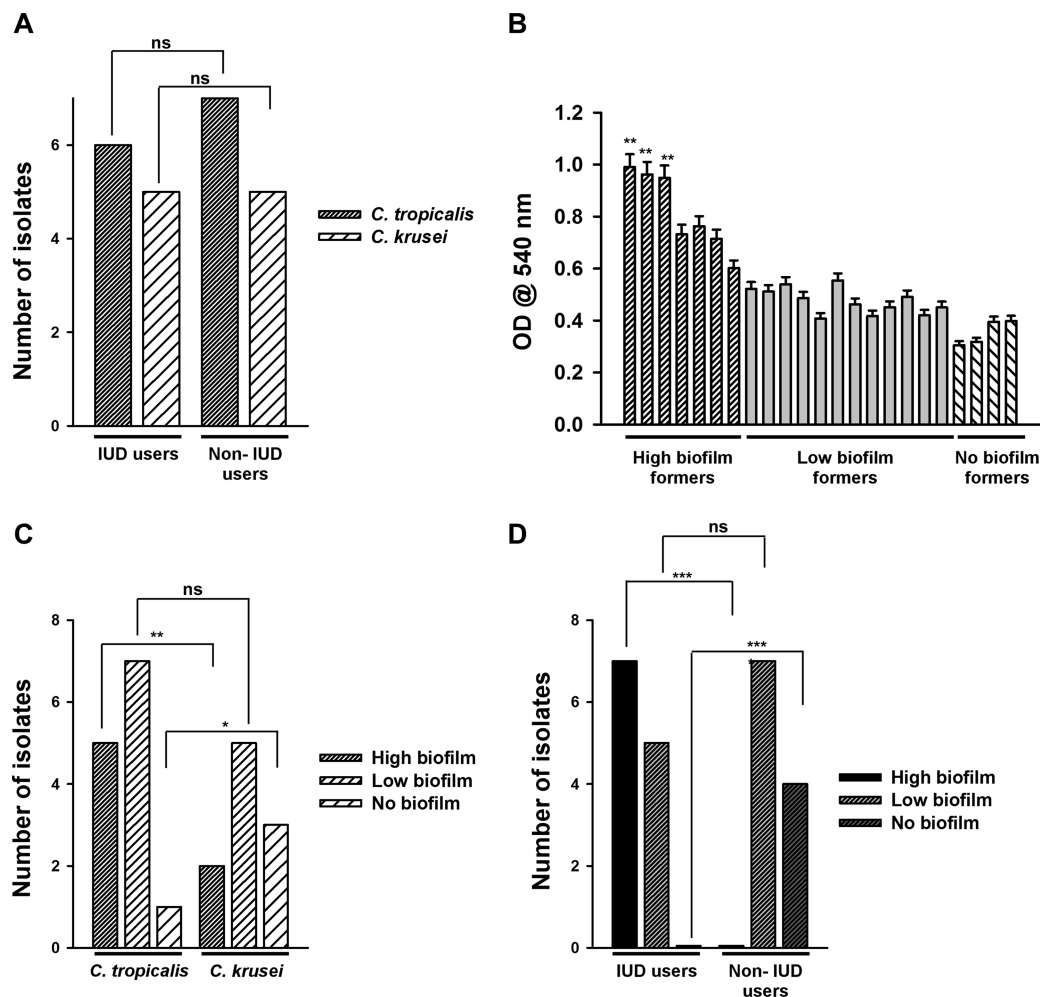 A
ns
ns
Number of isolates
6
4
2
0
IUD users
Non- IUD
users
C. tropicalis
C. krusei
B
OD @ 540 nm
1.2
1.0
0.8
0.6
0.4
0.2
0.0
** ** **
High biofilm
formers
Low biofilm
formers
No biofilm
formers
C
ns
**
*
Number of isolates
8
6
4
2
0
C. tropicalis
C. krusei
High biofilm
Low biofilm
No biofilm
D
ns
***
***
*
Number of isolates
8
6
4
2
0
IUD users
Non- IUD
users
High biofilm
Low biofilm
No biofilm